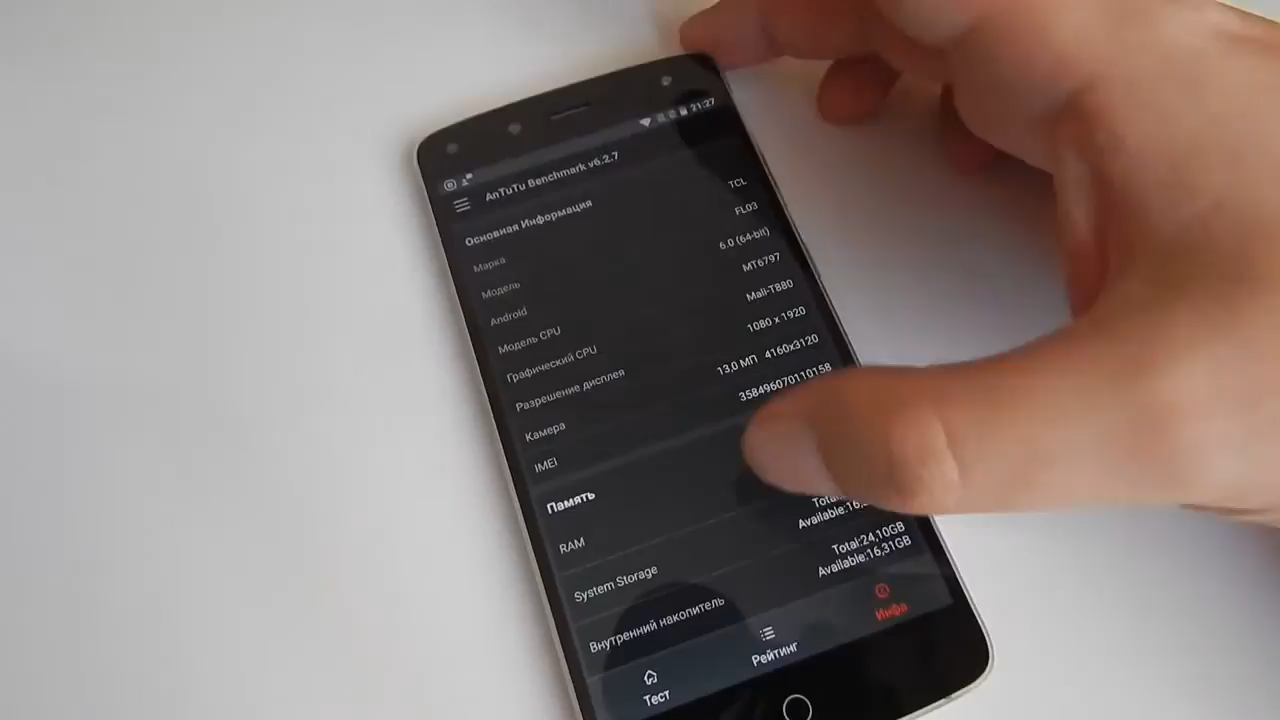 21:27
AnTuTu Benchmark v6.2.7
Основная Информация
Марка TCL
Модель FL03
Android 6.0 (64-bit)
Модель CPU MT6797
Графический CPU Mali-T880
Разрешение дисплея 1080 x 1920
Камера 13,0 МП 4160x3120
IMEI 358496070110158
Память
RAM
System Storage
Available:16,
Внутренний накопитель Total:24,10GB
Available:16,31GB
Тест Рейтинг Инфа